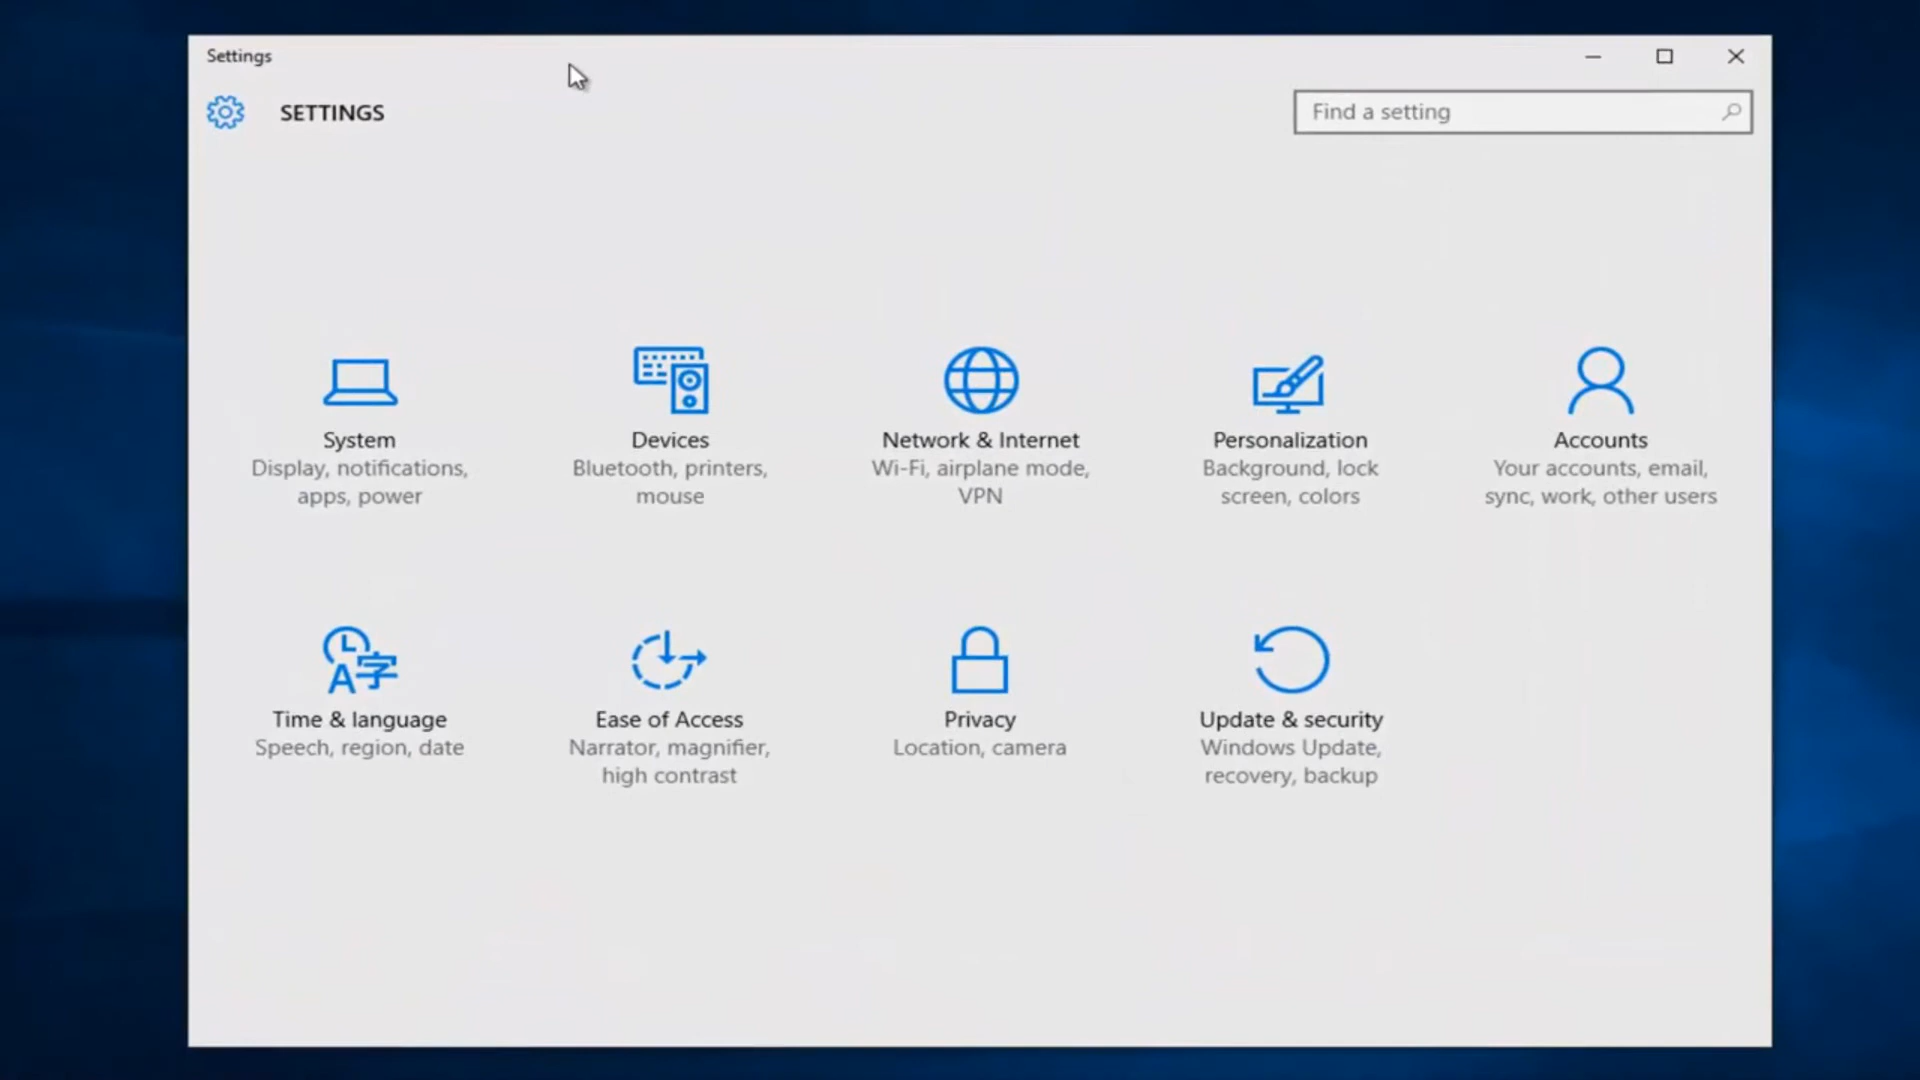 Settings
SETTINGS
Find a setting
System
Display, notifications,
apps, power
Devices
Bluetooth, printers,
mouse
Network & Internet
Wi-Fi, airplane mode,
VPN
Personalization
Background, lock
screen, colors
Accounts
Your accounts, email,
sync, work, other users
A字
Time & language
Speech, region, date
Ease of Access
Narrator, magnifier,
high contrast
Privacy
Location, camera
Update & security
Windows Update,
recovery, backup